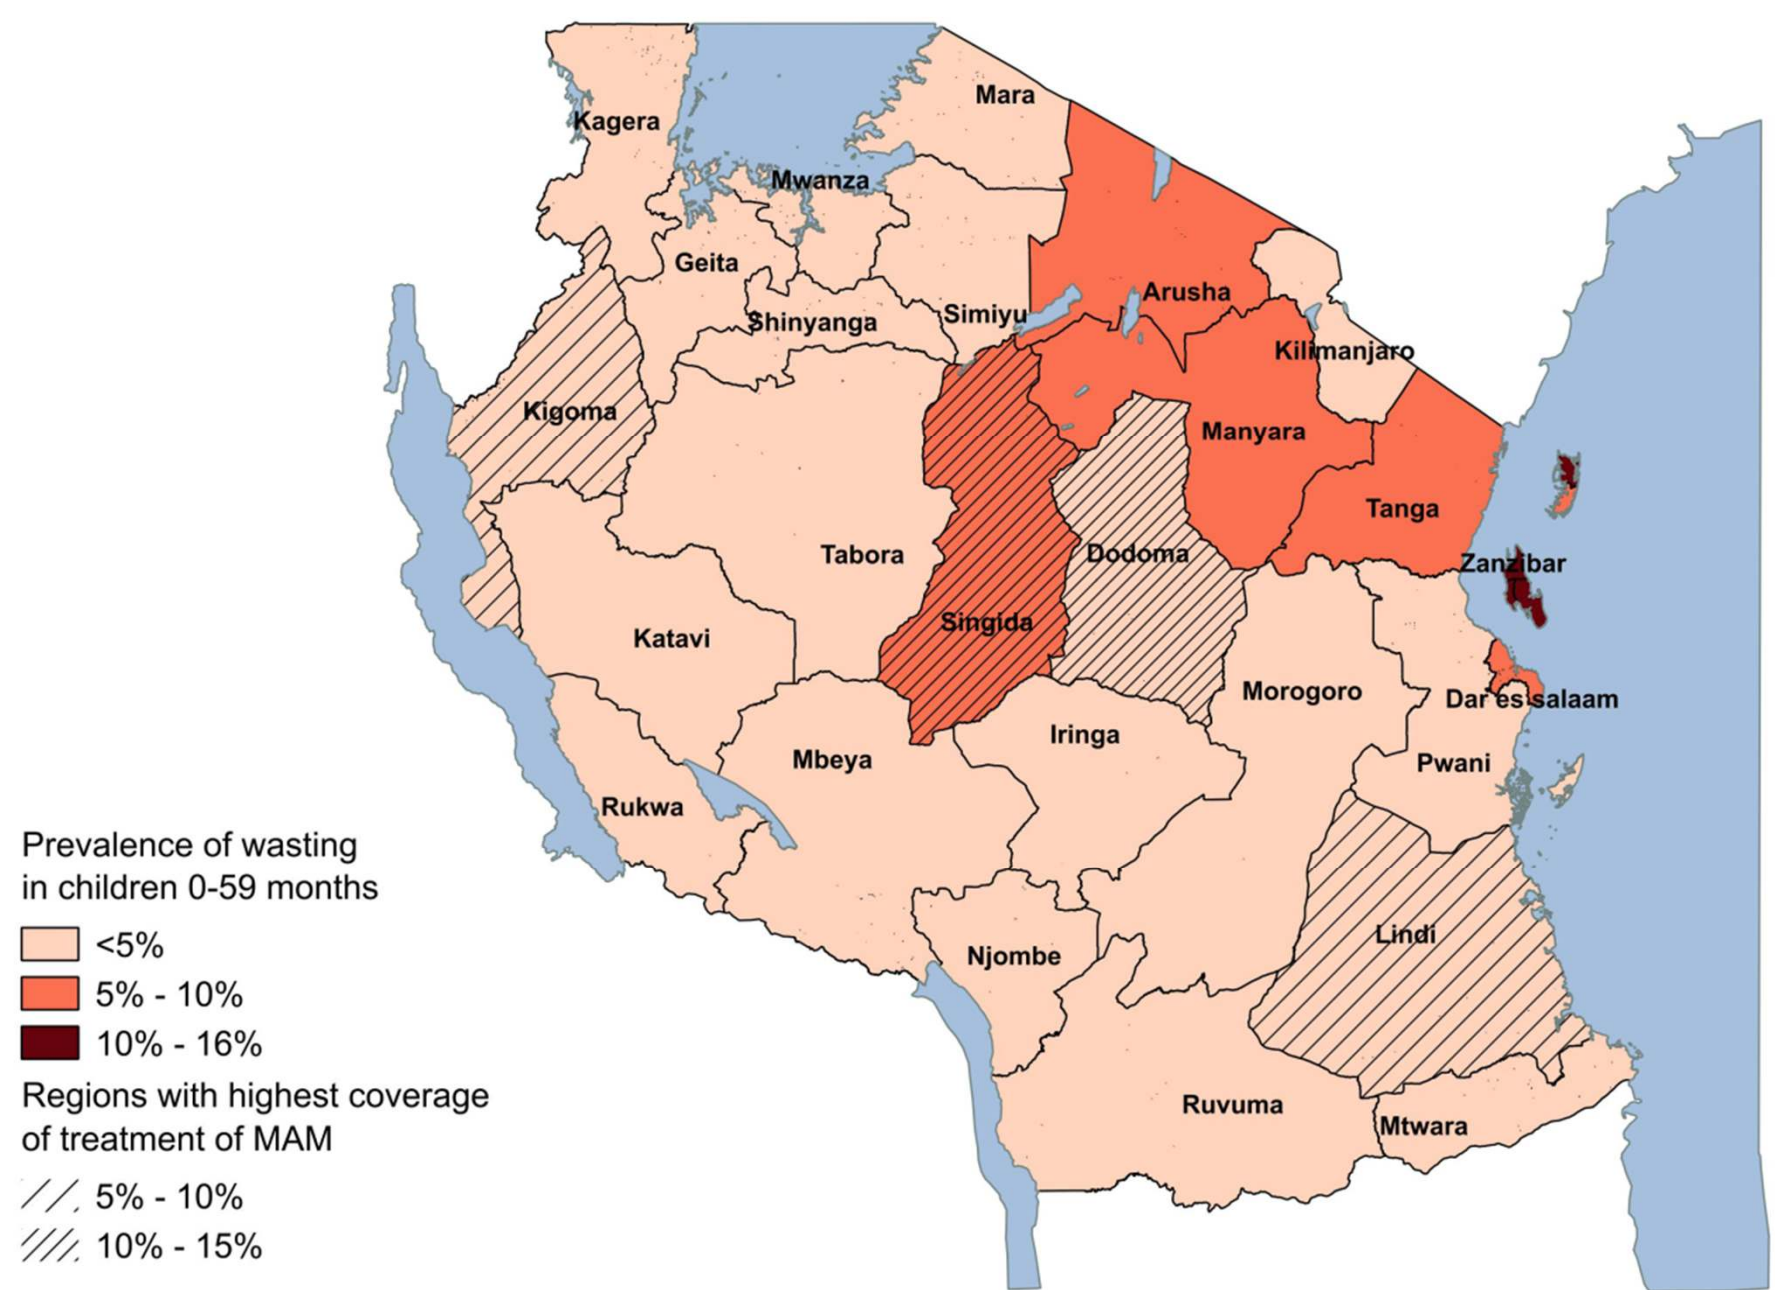 Mara
Kagera
Mwanza
Geita
Arusha
Simiyu
Shinyanga
Kilimanjaro
Kigoma
Manyara
Tanga
Dodoma
Tabora
Zanzibar
Singida
Katavi
Morogoro
Dar es salaam
Iringa
Mbeya
Pwani
Rukwa
Lindi
Njombe
Ruvuma
Mtwara
Prevalence of wasting
in children 0-59 months
<5%
5% - 10%
10% - 16%
Regions with highest coverage
of treatment of MAM
5% - 10%
10% - 15%